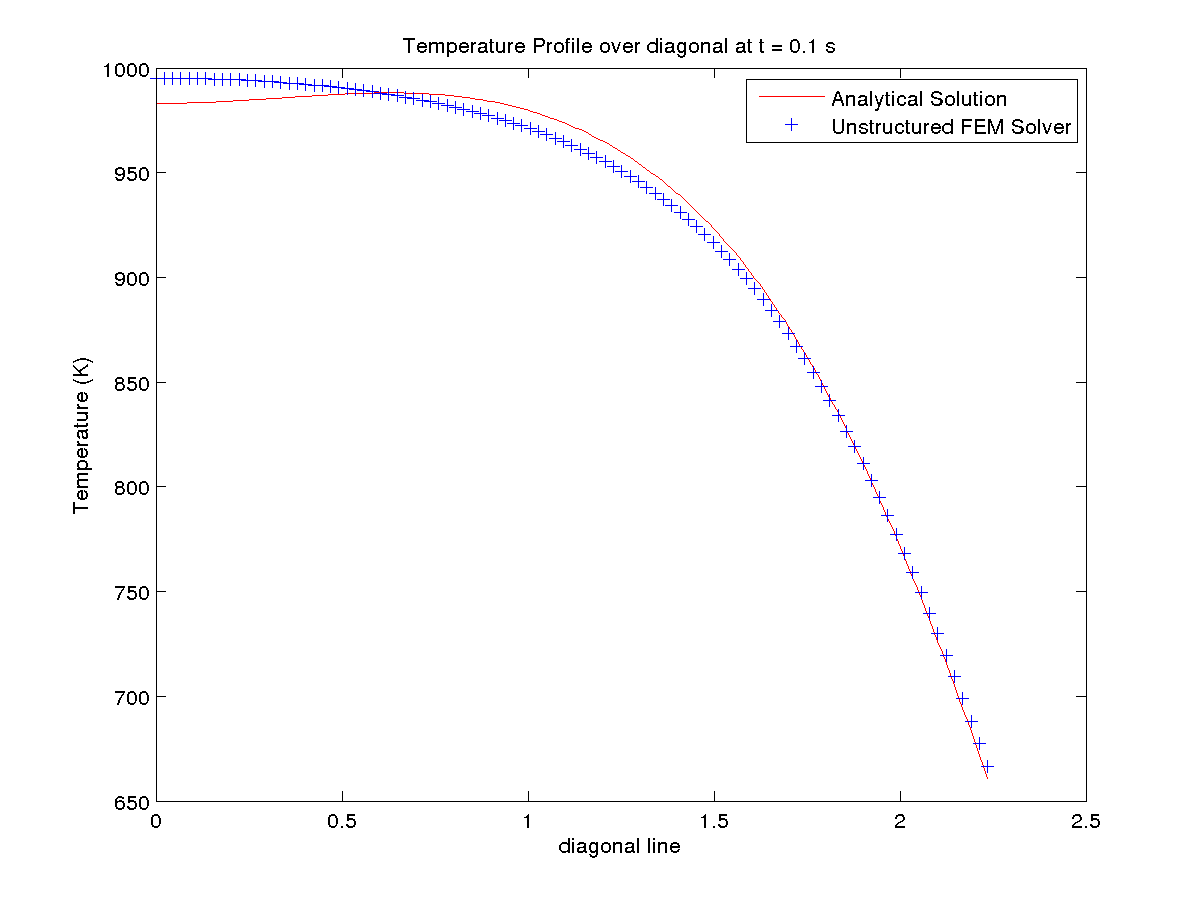 Temperature Profile over diagonal at t = 0.1 s
Analytical Solution
Unstructured FEM Solver
Temperature (K)
1000
950
900
850
800
750
700
650
0
0.5
1
1.5
2
2.5
diagonal line